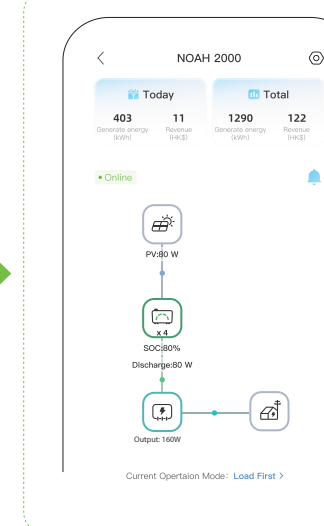 NOAH 2000
Today
Total
403 11 1290 122
Generate energy Revenue Generate energy Revenue
(kWh) (HK$) (kWh) (HK$)
Online
PV:80 W
x 4
SOC:80%
Discharge:80 W
Output: 160W
Current Opertaion Mode: Load First >